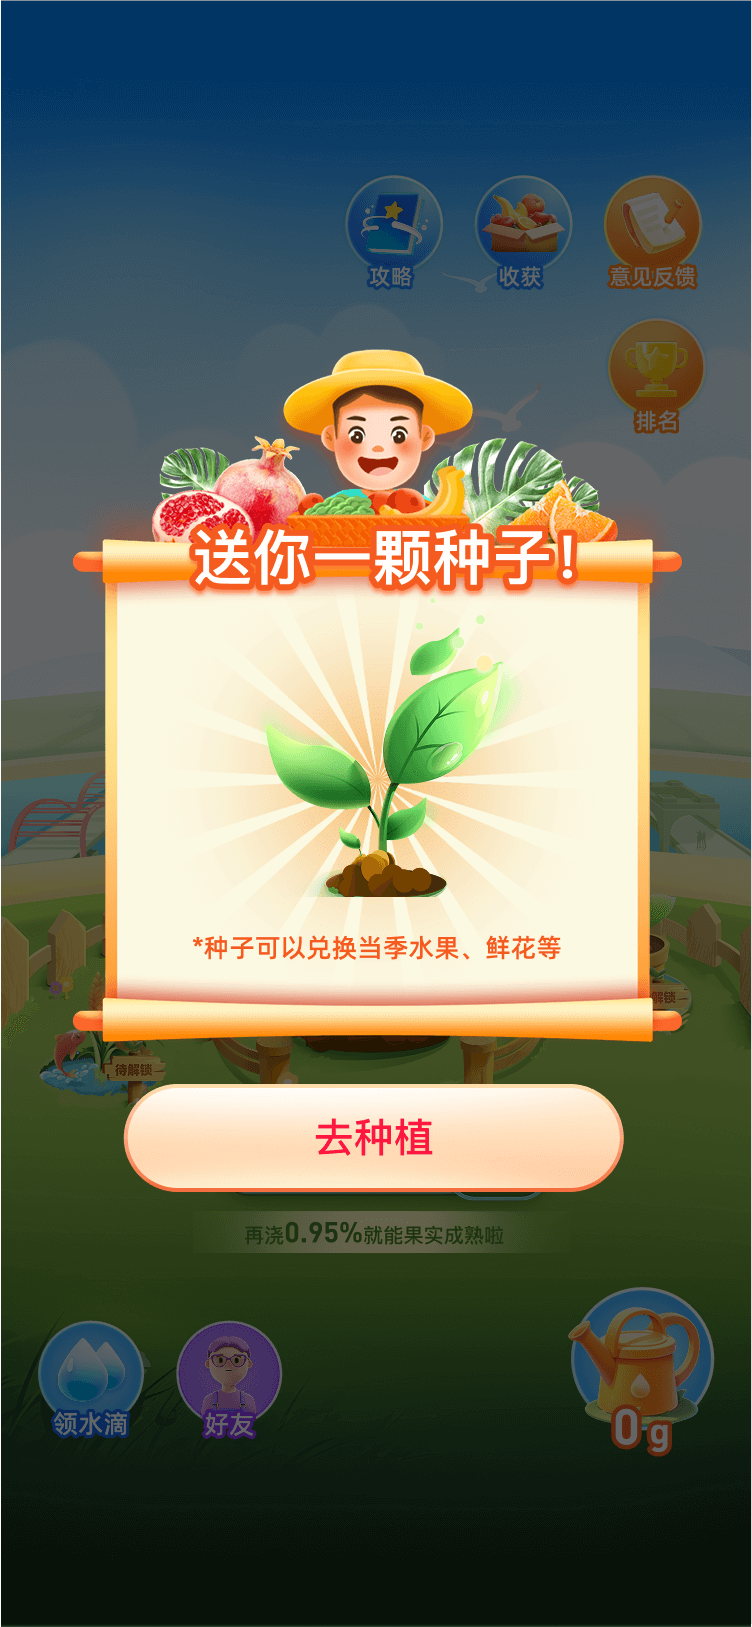 攻略
收获
意见反馈
排名
送你一颗种子!
*种子可以兑换当季水果、鲜花等
解锁
待解锁
去种植
再浇0.95%就能果实成熟啦
领水滴
好友
0g